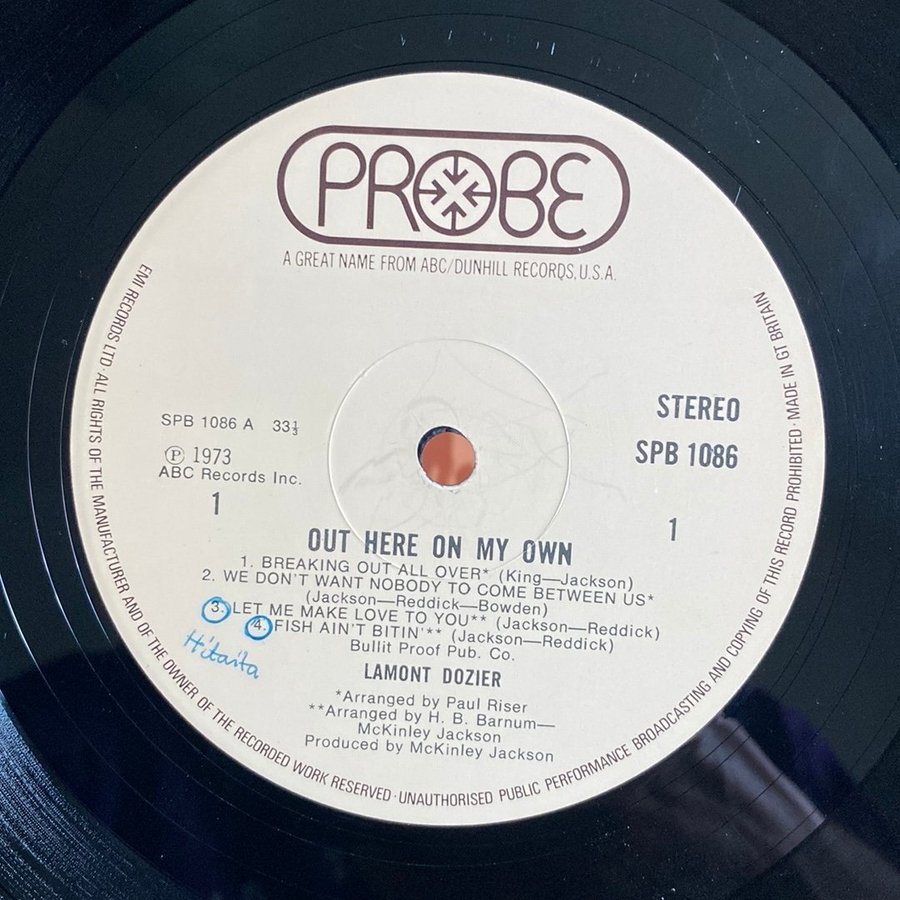 PROBE
A GREAT NAME FROM ABC/DUNHILL RECORDS, U.S.A.
STEREO
SPB 1086
SPB 1086 A 33⅓
Ⓟ 1973
ABC Records Inc.
1
1
OUT HERE ON MY OWN
1. BREAKING OUT ALL OVER* (King—Jackson)
2. WE DON'T WANT NOBODY TO COME BETWEEN US*
(Jackson—Reddick—Bowden)
3. LET ME MAKE LOVE TO YOU** (Jackson—Reddick)
4. FISH AIN'T BITIN'** (Jackson—Reddick)
Bullit Proof Pub. Co.
Hitaita
LAMONT DOZIER
*Arranged by Paul Riser
**Arranged by H. B. Barnum—
McKinley Jackson
Produced by McKinley Jackson
EMI RECORDS LTD · ALL RIGHTS OF THE MANUFACTURER AND OF THE OWNER OF THE RECORDED WORK RESERVED · UNAUTHORISED PUBLIC PERFORMANCE BROADCASTING AND COPYING OF THIS RECORD PROHIBITED · MADE IN GT BRITAIN